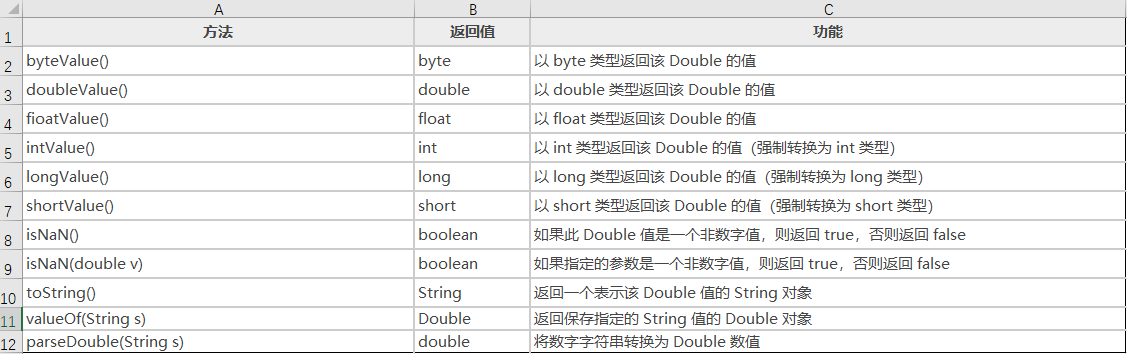 A B C
1 方法 返回值 功能
2 byteValue() byte 以 byte 类型返回该 Double 的值
3 doubleValue() double 以 double 类型返回该 Double 的值
4 fioatValue() float 以 float 类型返回该 Double 的值
5 intValue() int 以 int 类型返回该 Double 的值（强制转换为 int 类型）
6 longValue() long 以 long 类型返回该 Double 的值（强制转换为 long 类型）
7 shortValue() short 以 short 类型返回该 Double 的值（强制转换为 short 类型）
8 isNaN() boolean 如果此 Double 值是一个非数字值，则返回 true，否则返回 false
9 isNaN(double v) boolean 如果指定的参数是一个非数字值，则返回 true，否则返回 false
10 toString() String 返回一个表示该 Double 值的 String 对象
11 valueOf(String s) Double 返回保存指定的 String 值的 Double 对象
12 parseDouble(String s) double 将数字字符串转换为 Double 数值